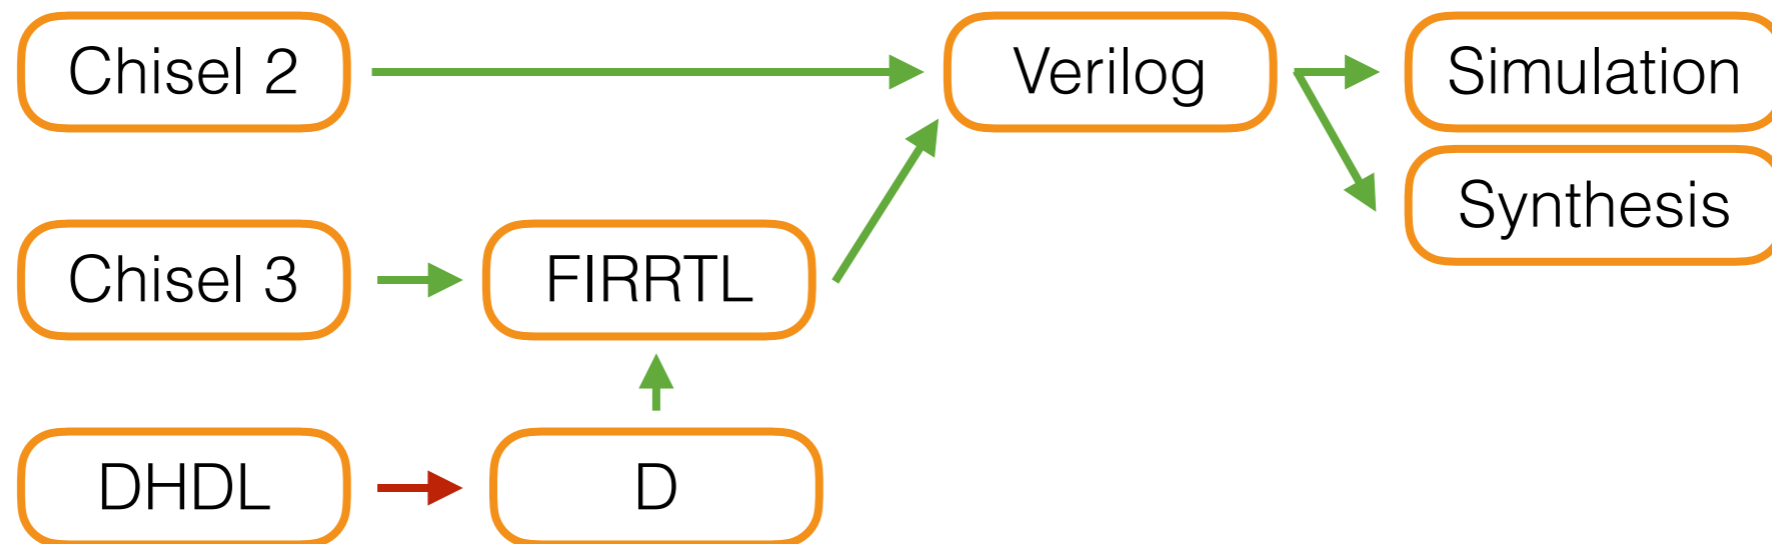 Chisel 2
Verilog
Simulation
Synthesis
Chisel 3
FIRRTL
DHDL
D